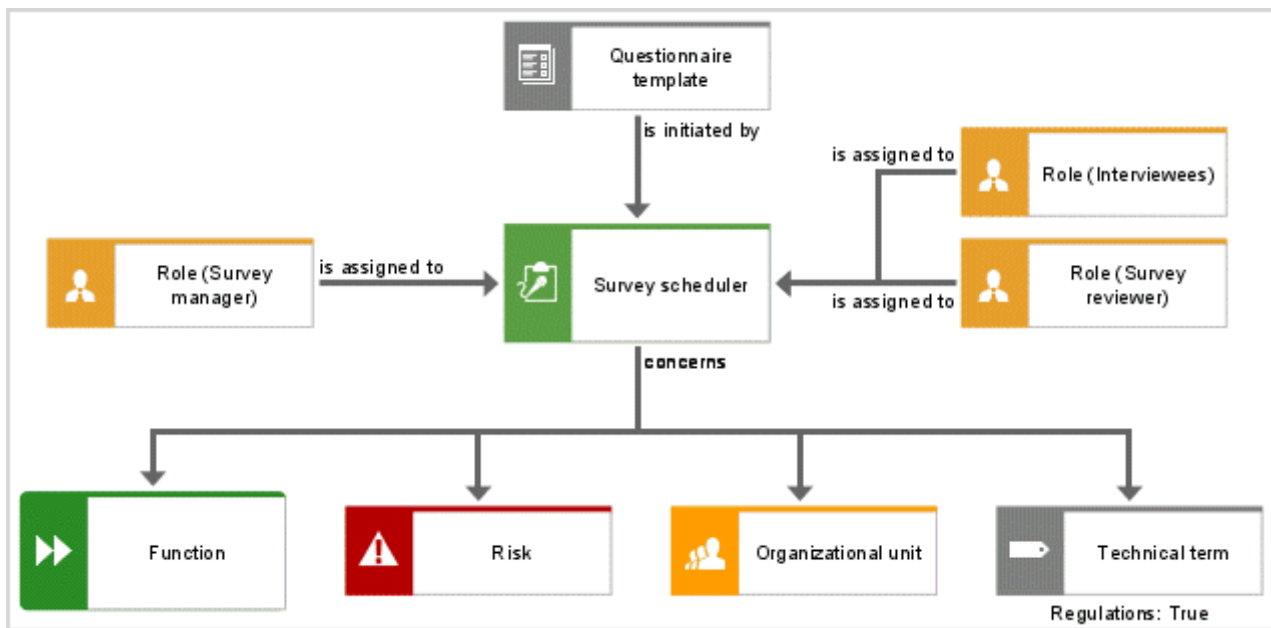 Questionnaire
template
is initiated by
is assigned to
Role (Interviewees)
Role (Survey
manager)
is assigned to
Survey scheduler
Role (Survey
reviewer)
is assigned to
concerns
Function
Risk
Organizational unit
Technical term
Regulations: True